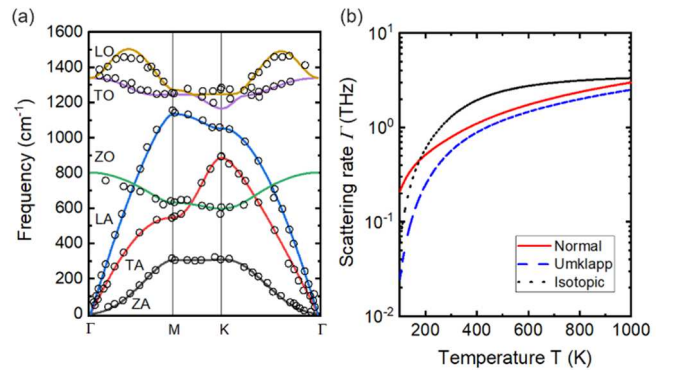 (a)
1600
1400
1200
1000
800
600
400
200
0
Frequency (cm⁻¹)
LO
TO
ZO
LA
TA
ZA
Γ M K Γ
(b)
10¹
10⁰
10⁻¹
10⁻²
Scattering rate Γ (THz)
Normal
Umklapp
Isotopic
200 400 600 800 1000
Temperature T (K)